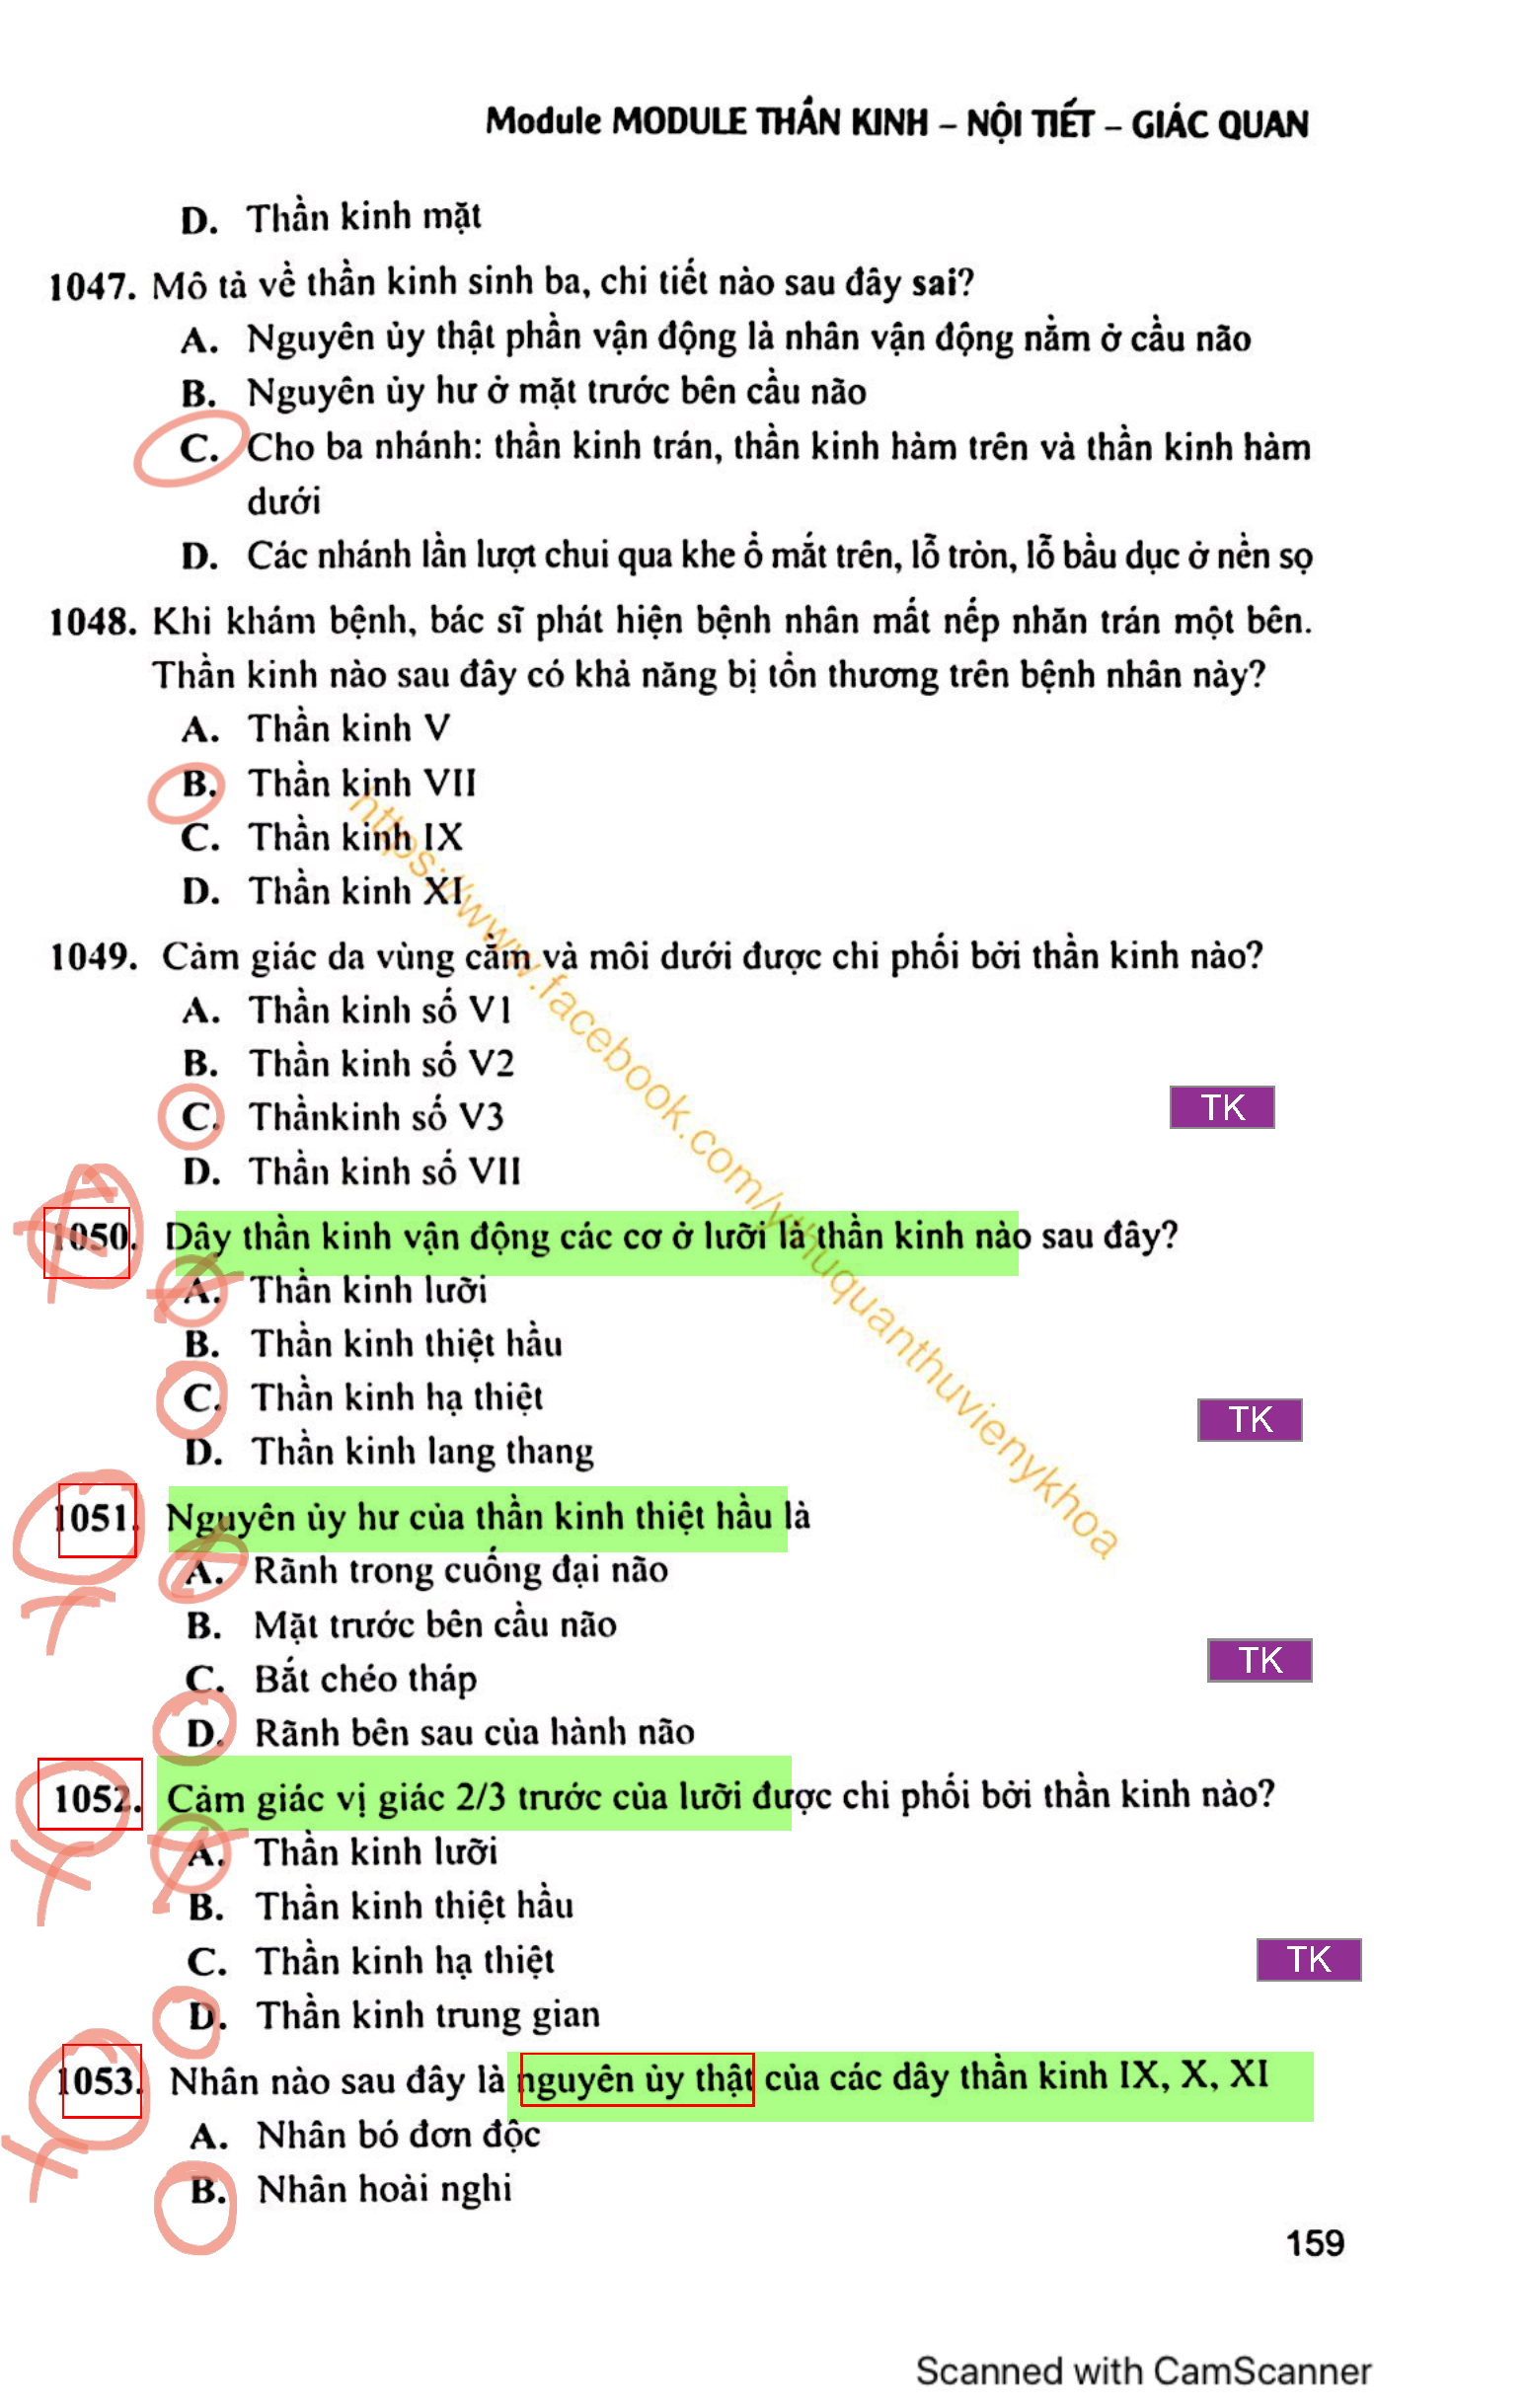 Module MODULE THẦN KINH – NỘI TIẾT – GIÁC QUAN
D. Thần kinh mặt
1047. Mô tả về thần kinh sinh ba, chi tiết nào sau đây sai?
A. Nguyên ủy thật phần vận động là nhân vận động nằm ở cầu não
B. Nguyên ủy hư ở mặt trước bên cầu não
C. Cho ba nhánh: thần kinh trán, thần kinh hàm trên và thần kinh hàm
dưới
D. Các nhánh lần lượt chui qua khe ổ mắt trên, lỗ tròn, lỗ bầu dục ở nền sọ
1048. Khi khám bệnh, bác sĩ phát hiện bệnh nhân mất nếp nhăn trán một bên.
Thần kinh nào sau đây có khả năng bị tổn thương trên bệnh nhân này?
A. Thần kinh V
B. Thần kinh VII
C. Thần kinh IX
D. Thần kinh XI
1049. Cảm giác da vùng cằm và môi dưới được chi phối bởi thần kinh nào?
A. Thần kinh số V1
B. Thần kinh số V2
C. Thầnkinh số V3
TK
D. Thần kinh số VII
1050. Dây thần kinh vận động các cơ ở lưỡi là thần kinh nào sau đây?
A. Thần kinh lưỡi
B. Thần kinh thiệt hầu
C. Thần kinh hạ thiệt
TK
D. Thần kinh lang thang
1051. Nguyên ủy hư của thần kinh thiệt hầu là
A. Rãnh trong cuống đại não
B. Mặt trước bên cầu não
TK
C. Bắt chéo tháp
D. Rãnh bên sau của hành não
1052. Cảm giác vị giác 2/3 trước của lưỡi được chi phối bởi thần kinh nào?
A. Thần kinh lưỡi
B. Thần kinh thiệt hầu
C. Thần kinh hạ thiệt
TK
D. Thần kinh trung gian
1053. Nhân nào sau đây là nguyên ủy thật của các dây thần kinh IX, X, XI
A. Nhân bó đơn độc
B. Nhân hoài nghi
159
https://www.facebook.com/ythuquanthuvienykhoa
Scanned with CamScanner